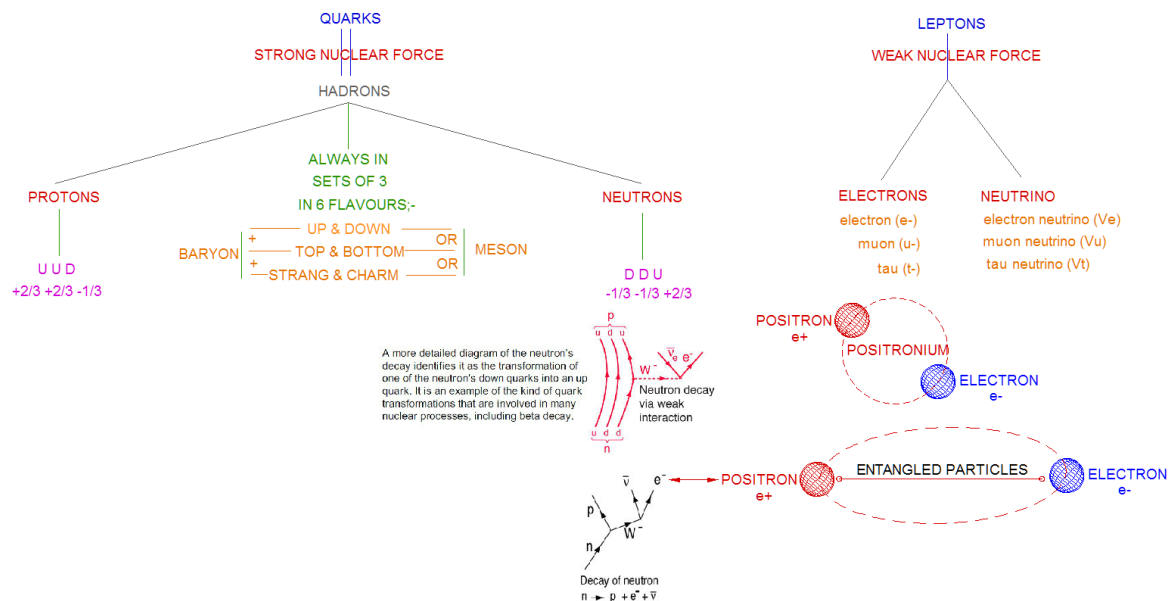 QUARKS
STRONG NUCLEAR FORCE
HADRONS
ALWAYS IN
SETS OF 3
IN 6 FLAVOURS;-
PROTONS
U U D
+2/3 +2/3 -1/3
BARYON
+
+
UP & DOWN
TOP & BOTTOM
STRANG & CHARM
OR
OR
MESON
NEUTRONS
D D U
-1/3 -1/3 +2/3
LEPTONS
WEAK NUCLEAR FORCE
ELECTRONS
electron (e-)
muon (u-)
tau (t-)
NEUTRINO
electron neutrino (Ve)
muon neutrino (Vu)
tau neutrino (Vt)
A more detailed diagram of the neutron's
decay identifies it as the transformation of
one of the neutron's down quarks into an up
quark. It is an example of the kind of quark
transformations that are involved in many
nuclear processes, including beta decay.
p
u d u
W⁻
ν̅ₑ e⁻
Neutron decay
via weak
interaction
u d d
n
POSITRON
e+
POSITRONIUM
ELECTRON
e-
POSITRON
e+
ENTANGLED PARTICLES
ELECTRON
e-
ν̅ e⁻
p
W⁻
n
Decay of neutron
n → p + e⁻ + ν̅